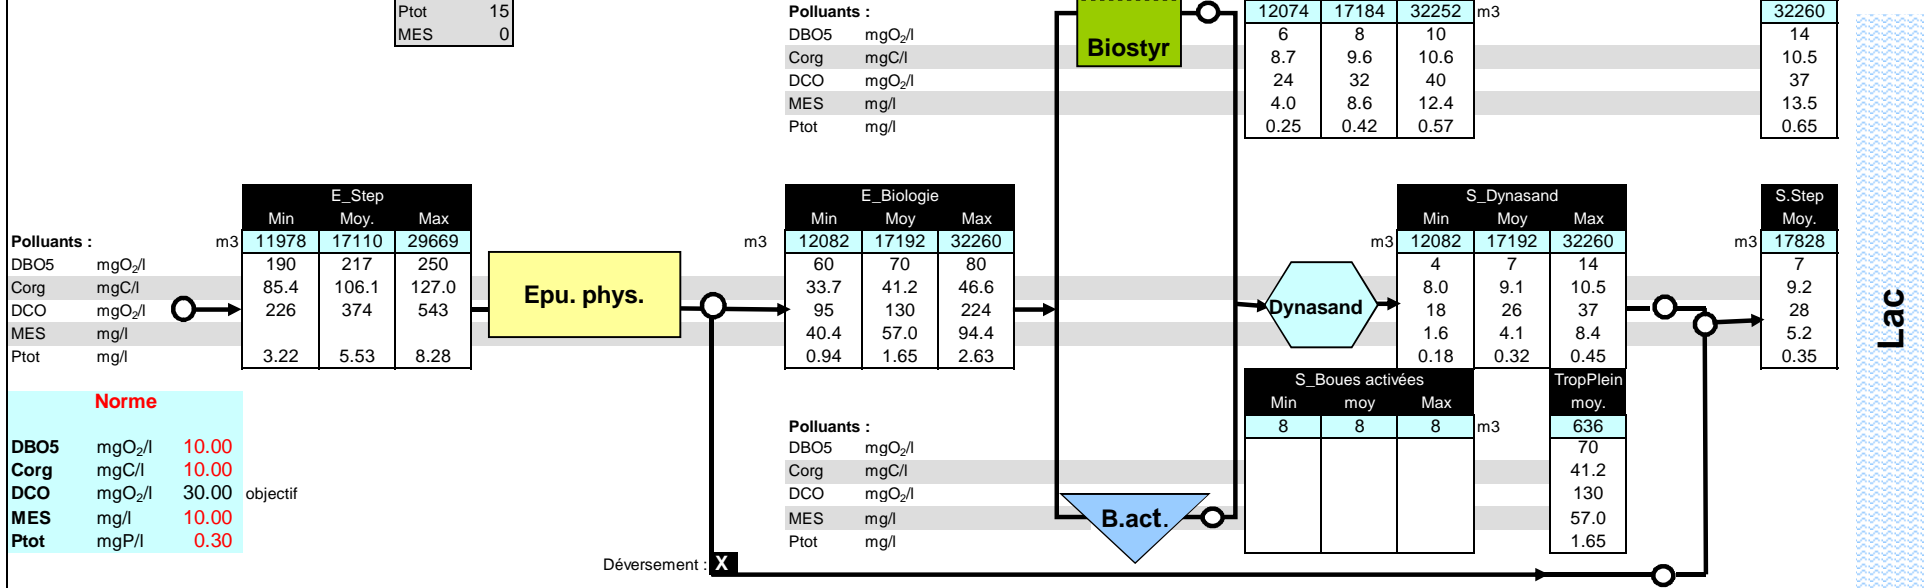 Ptot 15
MES 0
Polluants :
12074 17184 32252 m3
32260
DBO5 mgO2/l 6 8 10 14
Corg mgC/l 8.7 9.6 10.6 10.5
DCO mgO2/l 24 32 40 37
MES mg/l 4.0 8.6 12.4 13.5
Ptot mg/l 0.25 0.42 0.57 0.65
Biostyr
E_Step
Min Moy. Max
Polluants : m3 11978 17110 29669
DBO5 mgO2/l 190 217 250
Corg mgC/l 85.4 106.1 127.0
DCO mgO2/l 226 374 543
MES mg/l
Ptot mg/l 3.22 5.53 8.28
Epu. phys.
E_Biologie
Min Moy Max
m3 12082 17192 32260
60 70 80
33.7 41.2 46.6
95 130 224
40.4 57.0 94.4
0.94 1.65 2.63
Dynasand
S_Dynasand
Min Moy Max
m3 12082 17192 32260
4 7 14
8.0 9.1 10.5
18 26 37
1.6 4.1 8.4
0.18 0.32 0.45
S.Step
Moy.
m3 17828
7
9.2
28
5.2
0.35
Lac
Norme
DBO5 mgO2/l 10.00
Corg mgC/l 10.00
DCO mgO2/l 30.00 objectif
MES mg/l 10.00
Ptot mgP/l 0.30
Polluants :
DBO5 mgO2/l
Corg mgC/l
DCO mgO2/l
MES mg/l
Ptot mg/l
B.act.
S_Boues activées
Min moy Max
8 8 8 m3
TropPlein
moy.
636
70
41.2
130
57.0
1.65
Déversement : X